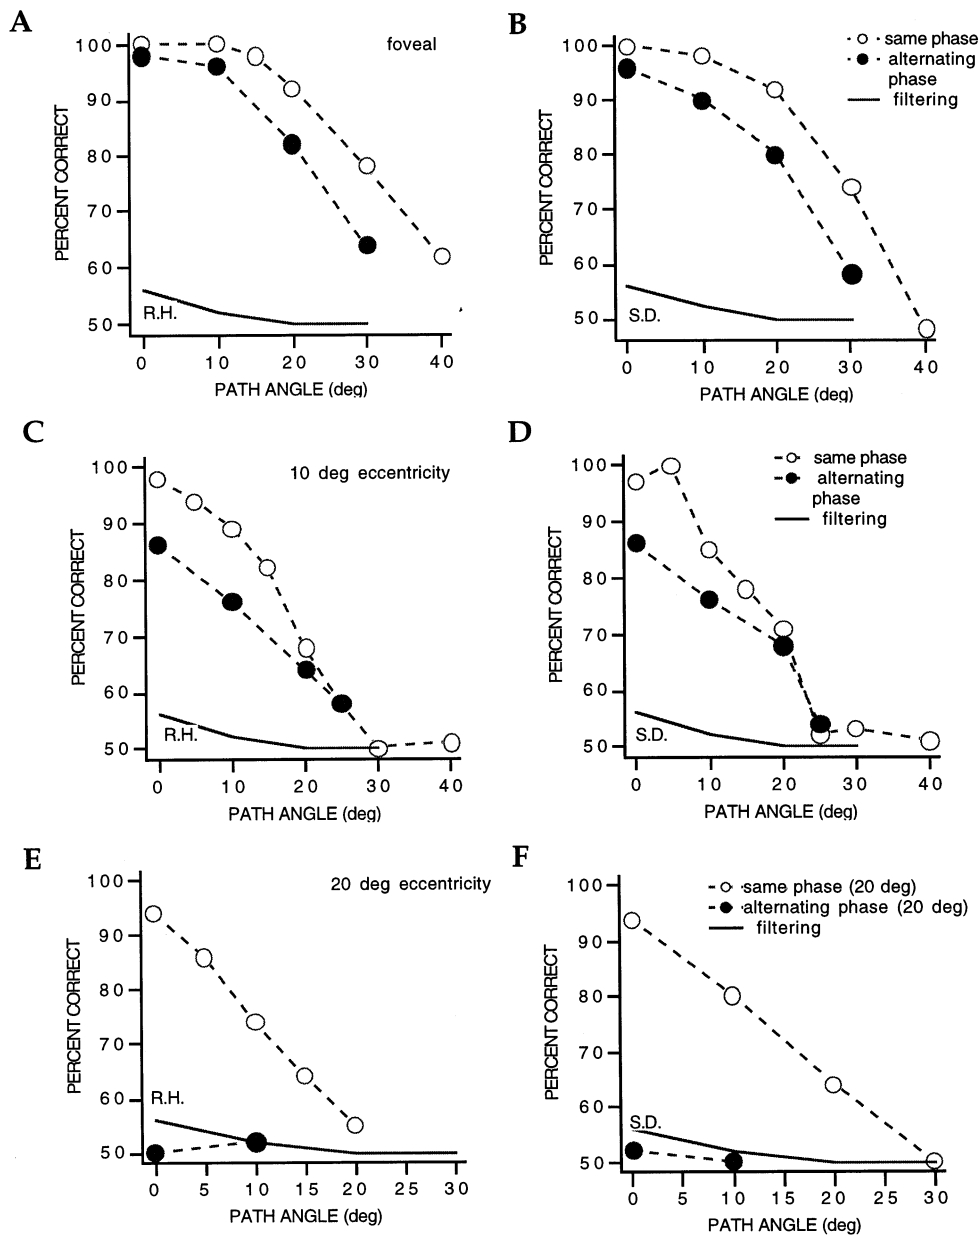 A
foveal
100
90
80
70
60
50
PERCENT CORRECT
R.H.
0 10 20 30 40
PATH ANGLE (deg)
B
same phase
alternating
phase
filtering
100
90
80
70
60
50
PERCENT CORRECT
S.D.
0 10 20 30 40
PATH ANGLE (deg)
C
10 deg eccentricity
100
90
80
70
60
50
PERCENT CORRECT
R.H.
0 10 20 30 40
PATH ANGLE (deg)
D
same phase
alternating
phase
filtering
100
90
80
70
60
50
PERCENT CORRECT
S.D.
0 10 20 30 40
PATH ANGLE (deg)
E
20 deg eccentricity
100
90
80
70
60
50
PERCENT CORRECT
R.H.
0 5 10 15 20 25 30
PATH ANGLE (deg)
F
same phase (20 deg)
alternating phase (20 deg)
filtering
100
90
80
70
60
50
PERCENT CORRECT
S.D.
0 5 10 15 20 25 30
PATH ANGLE (deg)